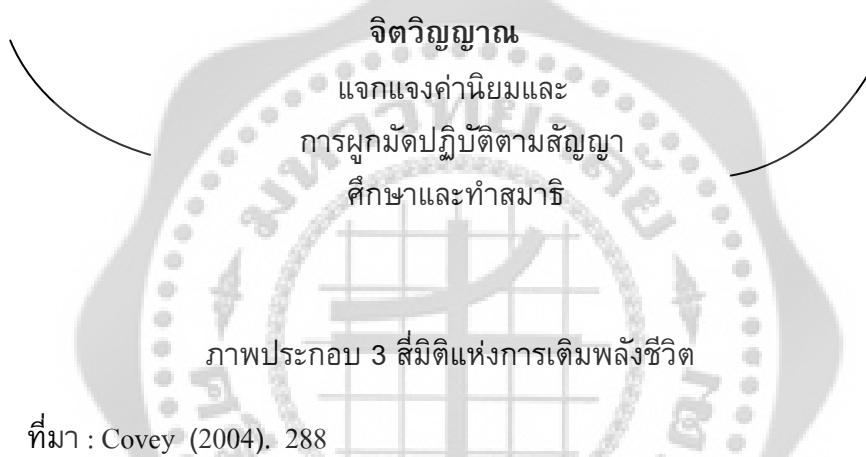 จิตวิญญาณ
แจกแจงค่านิยมและ
การผูกมัดปฏิบัติตามสัญญา
ศึกษาและทำสมาธิ
ภาพประกอบ 3 สี่มิติแห่งการเติมพลังชีวิต
ที่มา : Covey (2004). 288